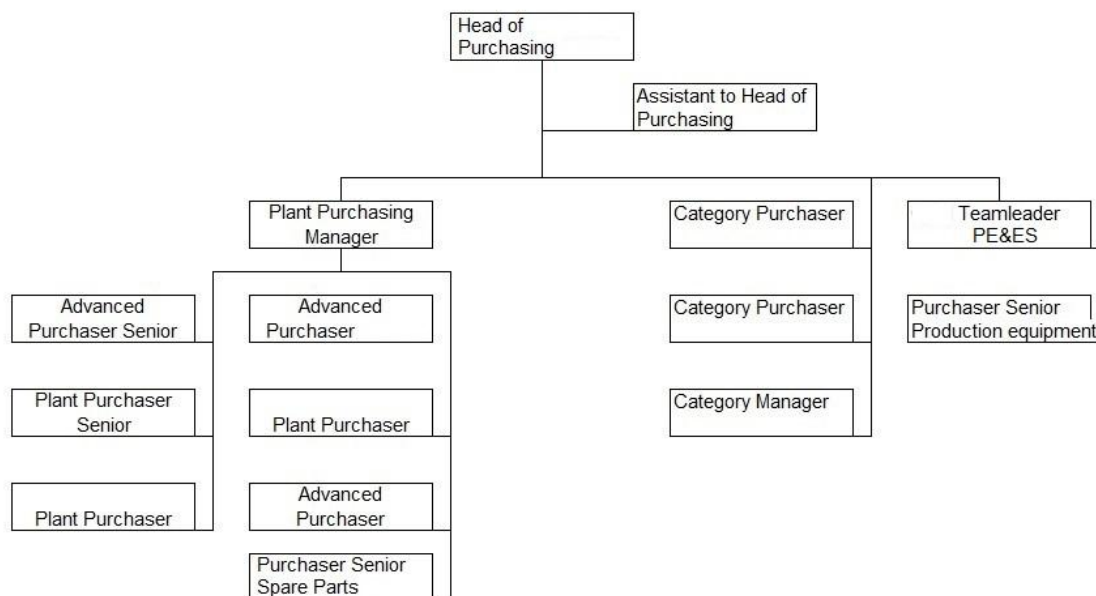 Head of
Purchasing
Assistant to Head of
Purchasing
Plant Purchasing
Manager
Category Purchaser
Teamleader
PE&ES
Advanced
Purchaser Senior
Advanced
Purchaser
Category Purchaser
Purchaser Senior
Production equipment
Plant Purchaser
Senior
Plant Purchaser
Category Manager
Plant Purchaser
Advanced
Purchaser
Purchaser Senior
Spare Parts